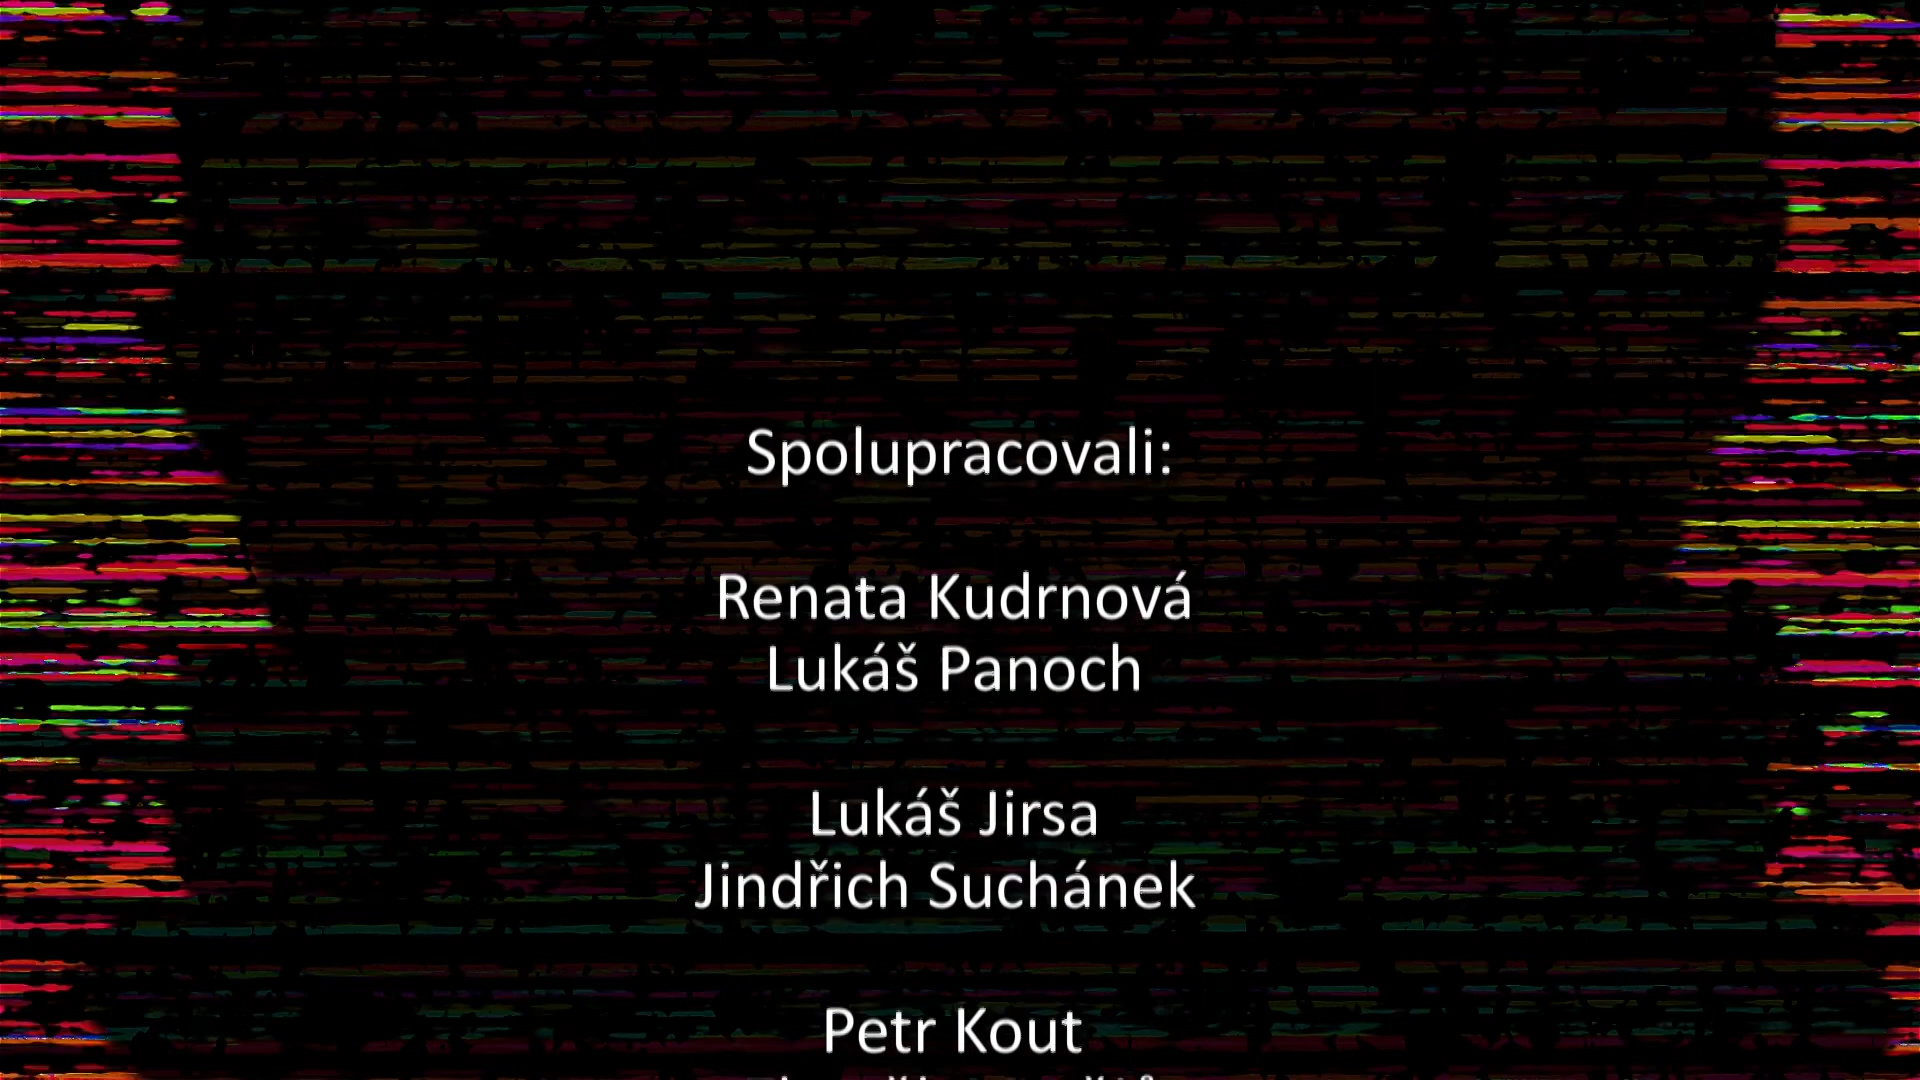 Spolupracovali:
Renata Kudrnová
Lukáš Panoch
Lukáš Jirsa
Jindřich Suchánek
Petr Kout